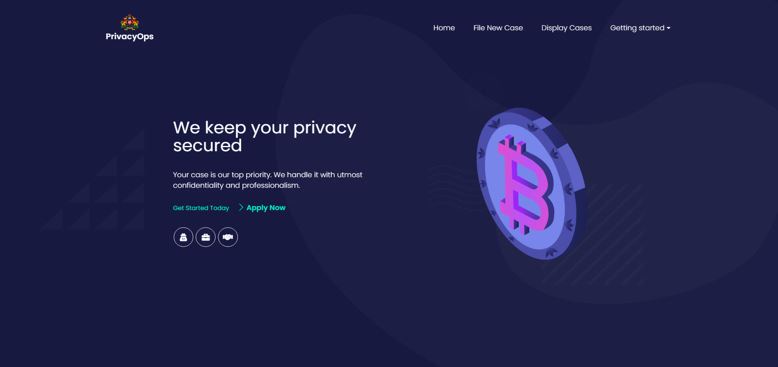 PrivacyOps
Home File New Case Display Cases Getting started
We keep your privacy
secured
Your case is our top priority. We handle it with utmost
confidentiality and professionalism.
Get Started Today Apply Now